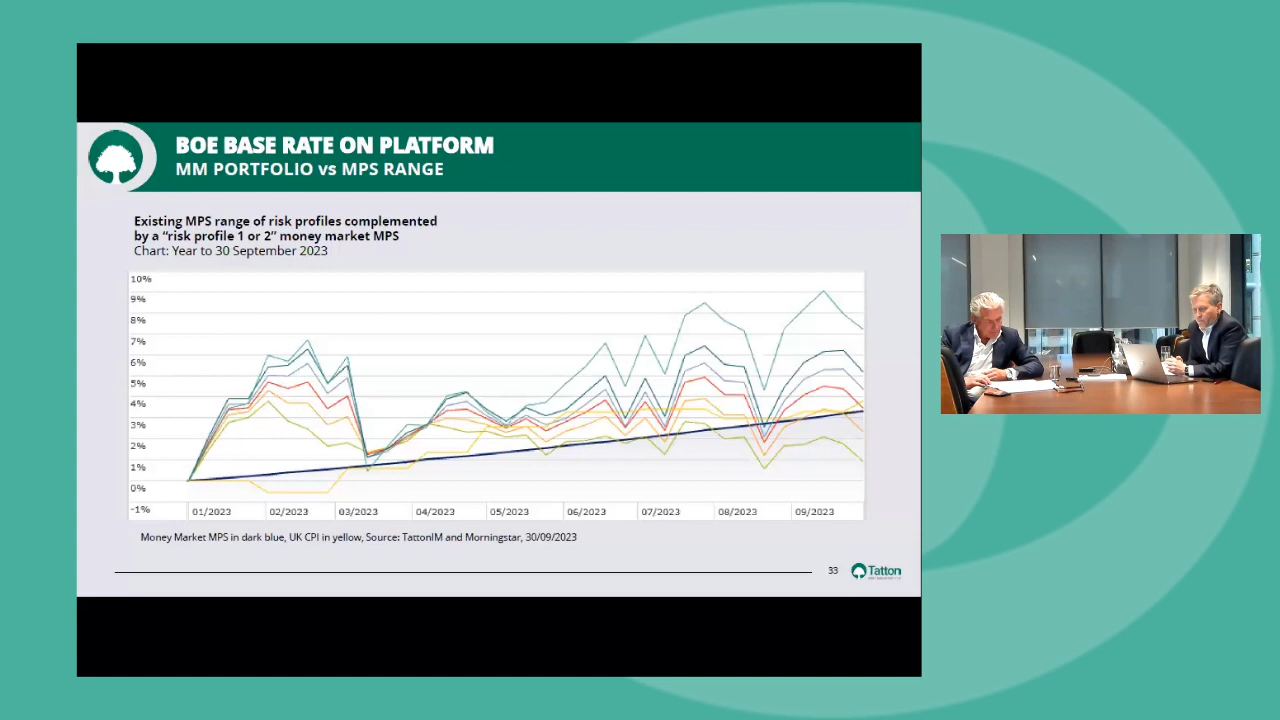 BOE BASE RATE ON PLATFORM
MM PORTFOLIO vs MPS RANGE
Existing MPS range of risk profiles complemented
by a “risk profile 1 or 2” money market MPS
Chart: Year to 30 September 2023
10%
9%
8%
7%
6%
5%
4%
3%
2%
1%
0%
-1%
01/2023 02/2023 03/2023 04/2023 05/2023 06/2023 07/2023 08/2023 09/2023
Money Market MPS in dark blue, UK CPI in yellow, Source: TattonIM and Morningstar, 30/09/2023
33
Tatton